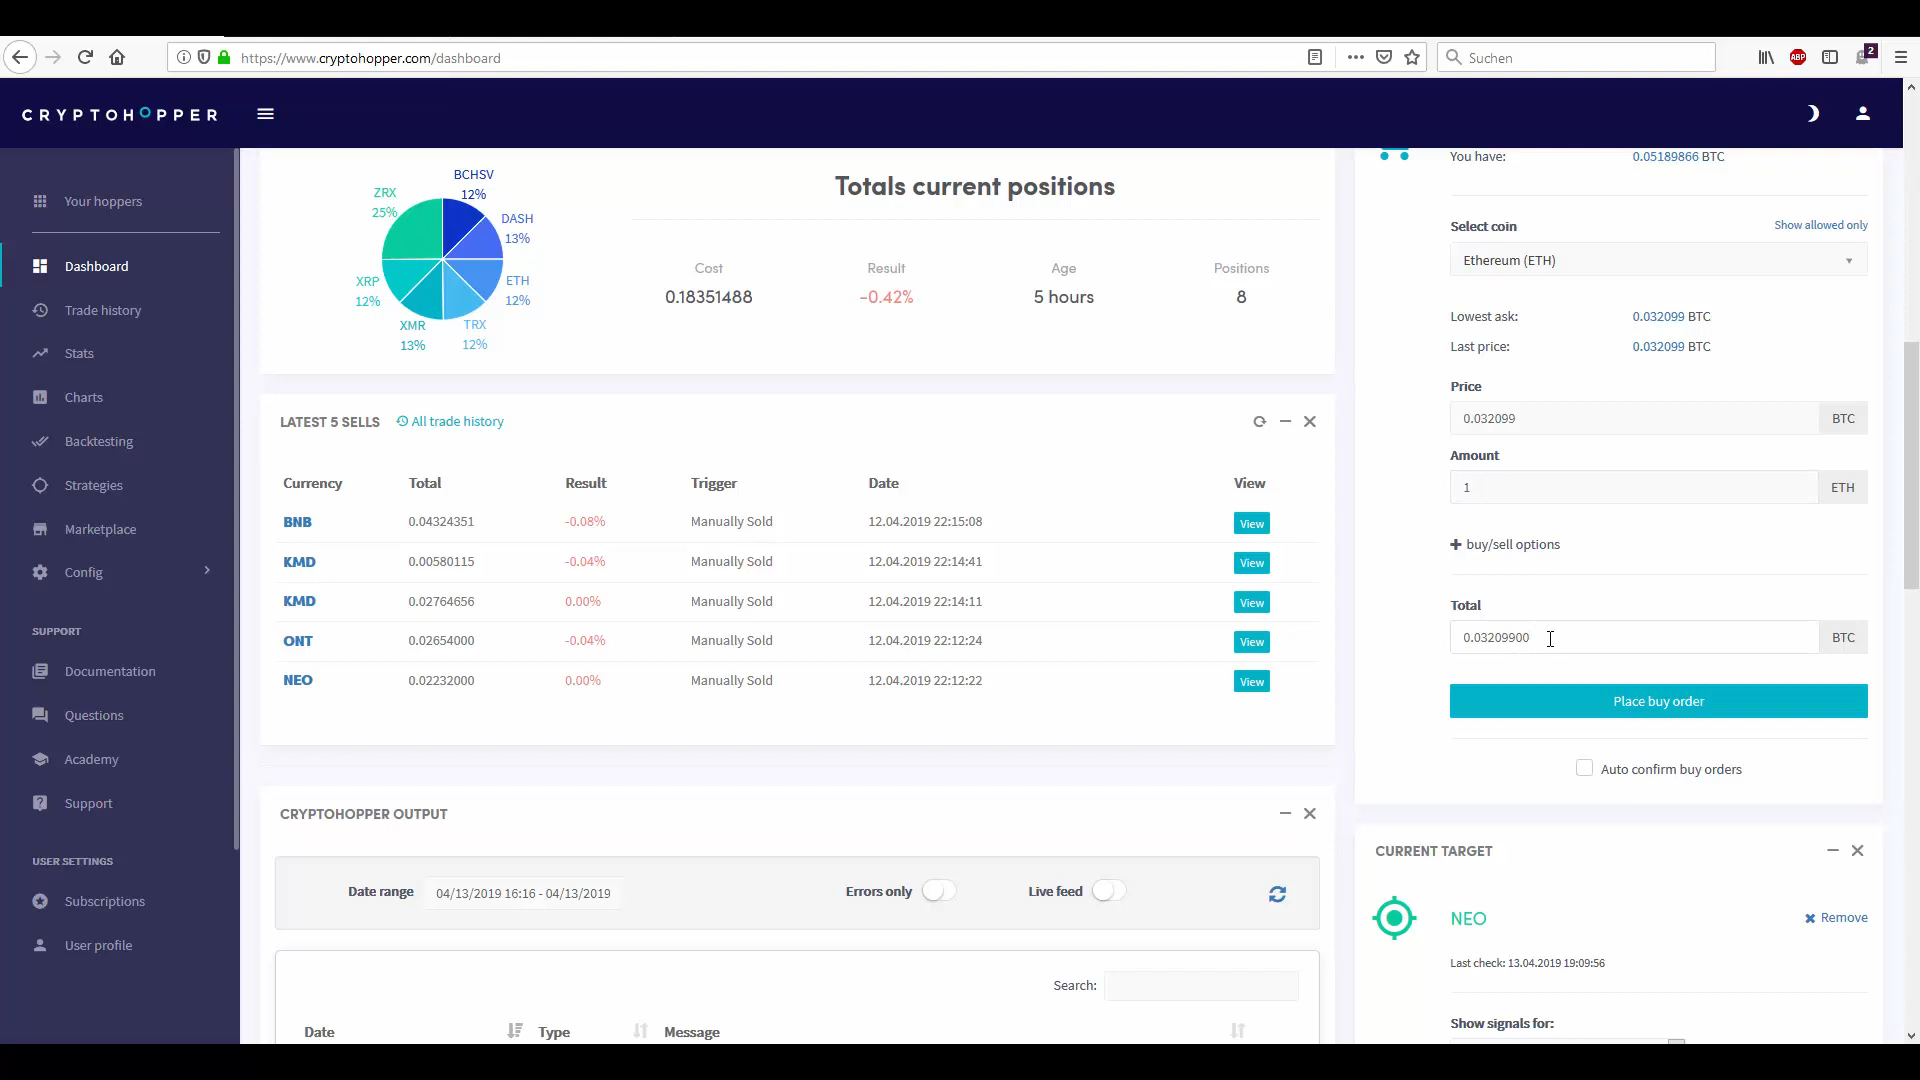 https://www.cryptohopper.com/dashboard
Suchen
ABP
2
CRYPTOHOPPER
Your hoppers
Dashboard
Trade history
Stats
Charts
Backtesting
Strategies
Marketplace
Config
SUPPORT
Documentation
Questions
Academy
Support
USER SETTINGS
Subscriptions
User profile
BCHSV
12%
ZRX
25%
DASH
13%
XRP
12%
ETH
12%
XMR
13%
TRX
12%
Totals current positions
Cost Result Age Positions
0.18351488 -0.42% 5 hours 8
LATEST 5 SELLS All trade history
Currency Total Result Trigger Date View
BNB 0.04324351 -0.08% Manually Sold 12.04.2019 22:15:08 View
KMD 0.00580115 -0.04% Manually Sold 12.04.2019 22:14:41 View
KMD 0.02764656 0.00% Manually Sold 12.04.2019 22:14:11 View
ONT 0.02654000 -0.04% Manually Sold 12.04.2019 22:12:24 View
NEO 0.02232000 0.00% Manually Sold 12.04.2019 22:12:22 View
CRYPTOHOPPER OUTPUT
Date range 04/13/2019 16:16 - 04/13/2019 Errors only Live feed
Search:
Date Type Message
You have: 0.05189866 BTC
Select coin Show allowed only
Ethereum (ETH)
Lowest ask: 0.032099 BTC
Last price: 0.032099 BTC
Price
0.032099 BTC
Amount
1 ETH
+ buy/sell options
Total
0.03209900 BTC
Place buy order
Auto confirm buy orders
CURRENT TARGET
NEO Remove
Last check: 13.04.2019 19:09:56
Show signals for: